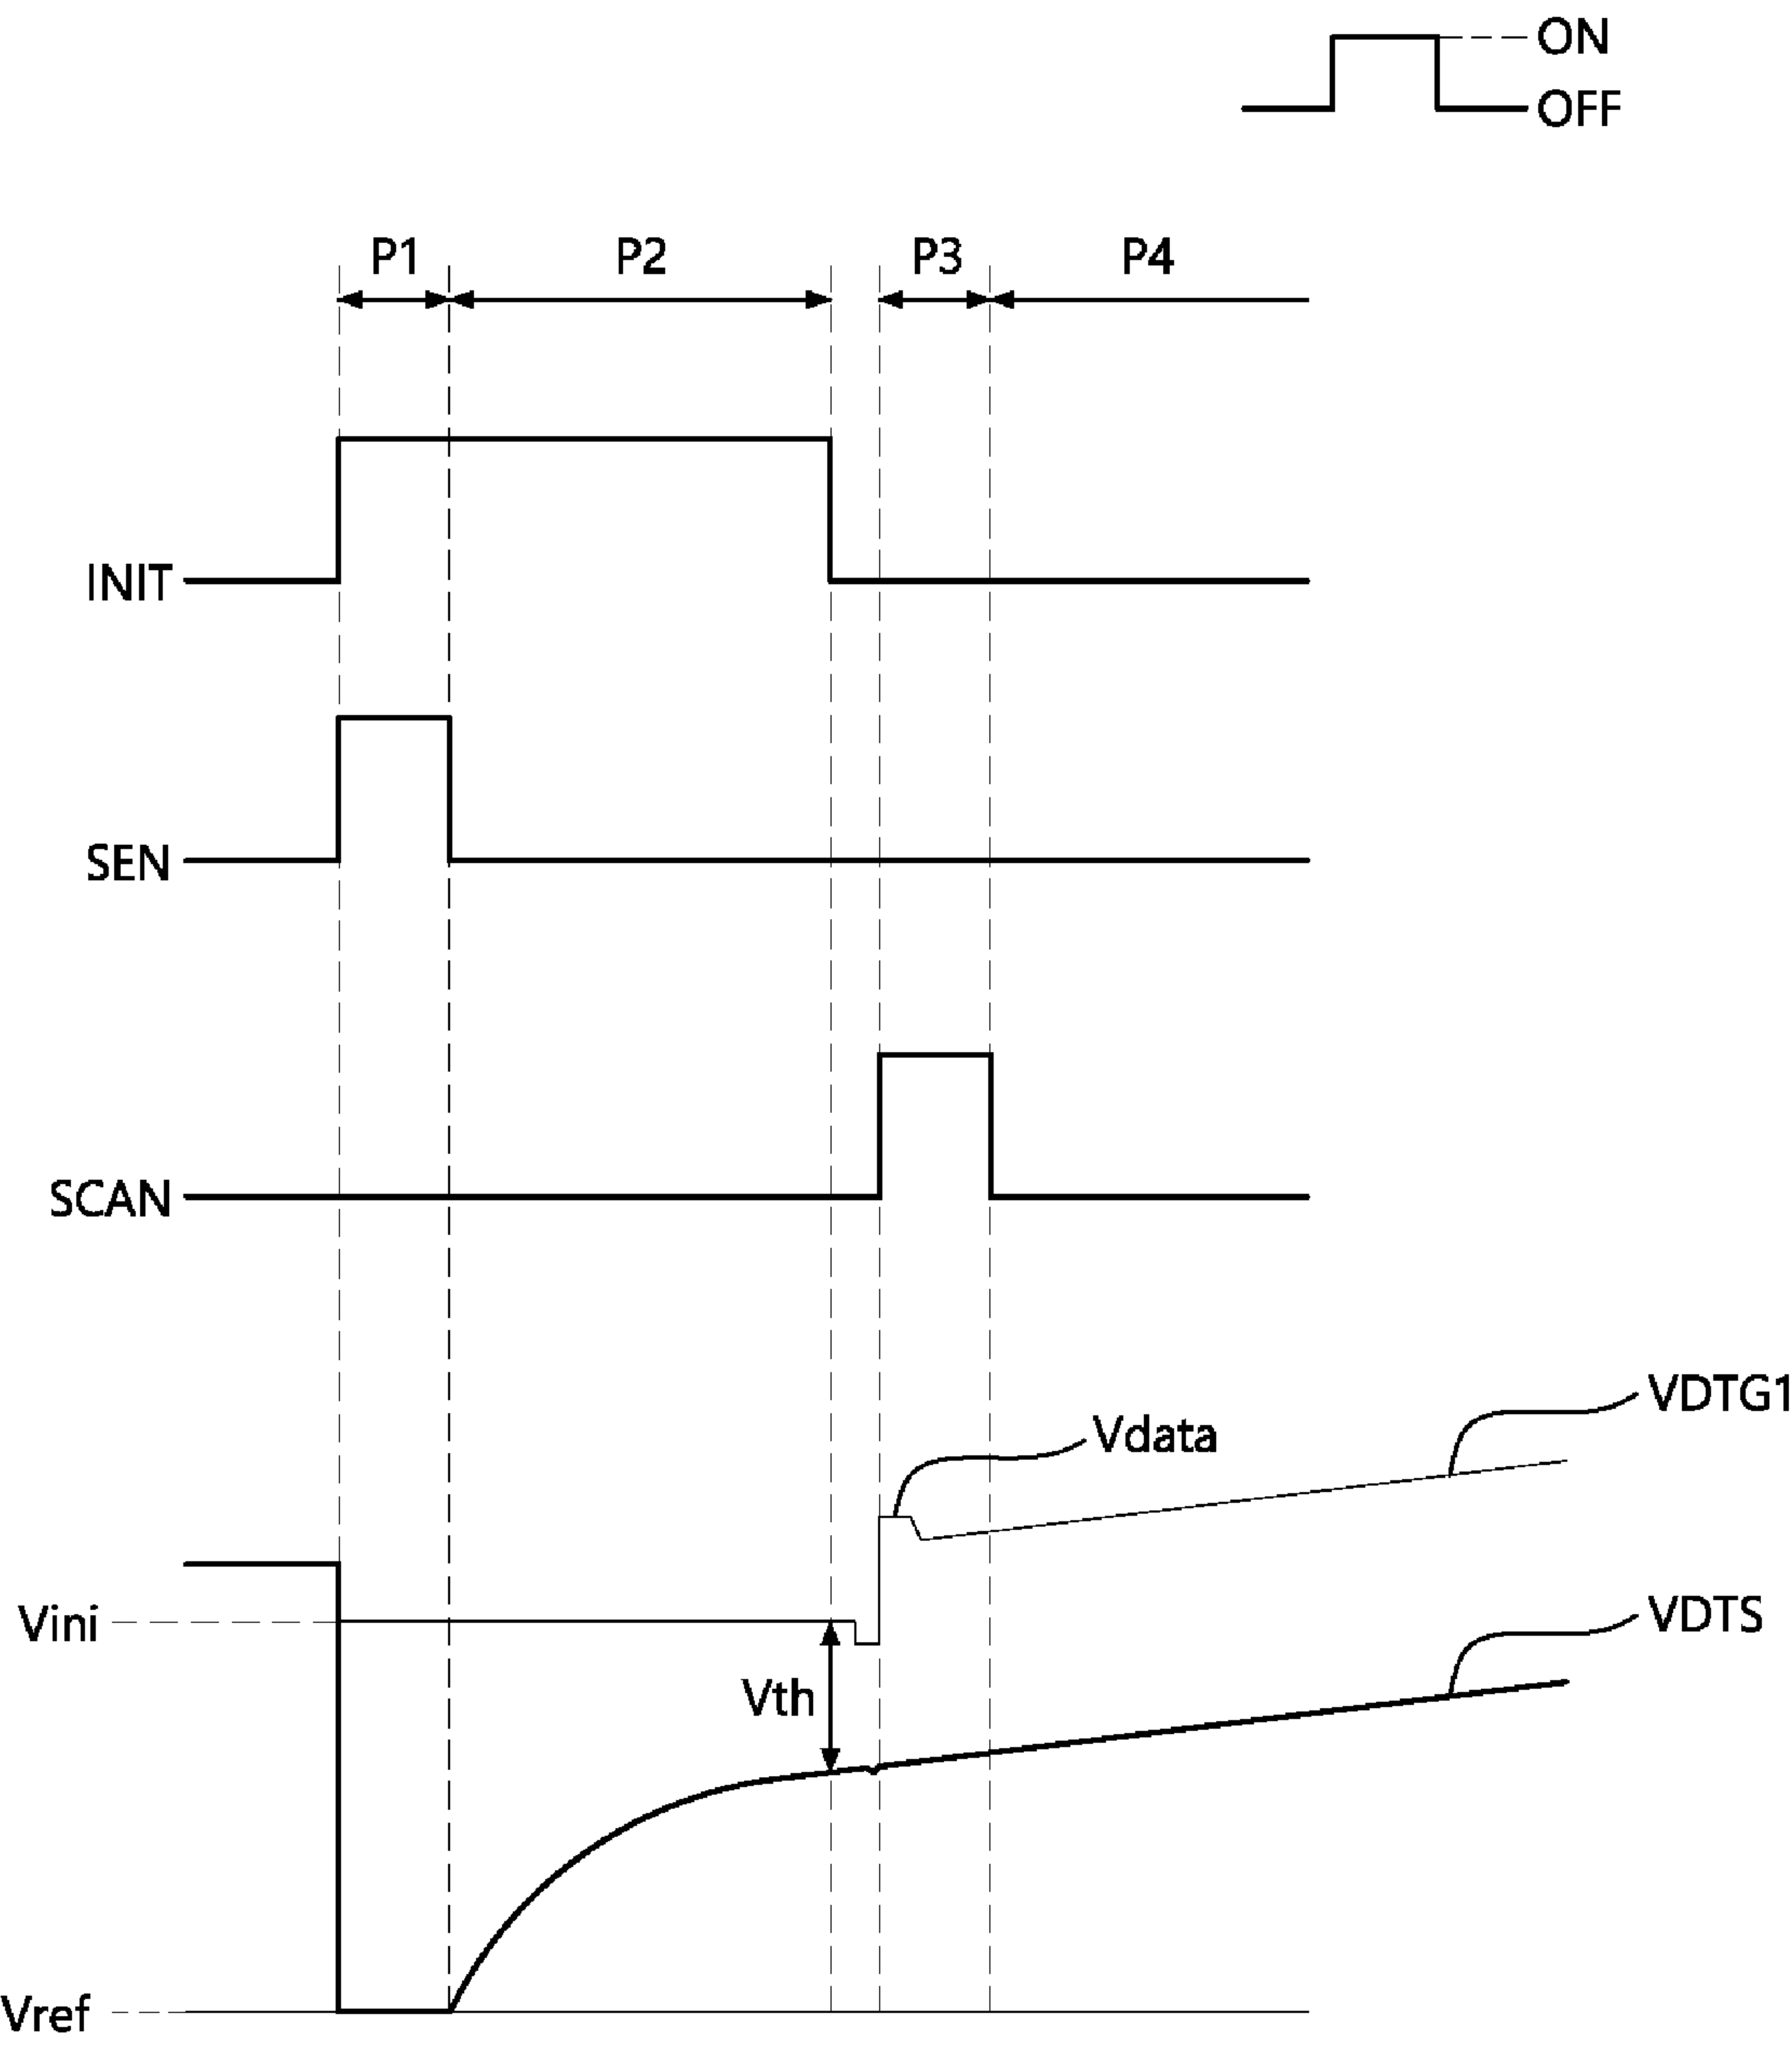 ON
OFF
P1 P2 P3 P4
INIT
SEN
SCAN
VDTG1
Vdata
Vini
VDTS
Vth
Vref